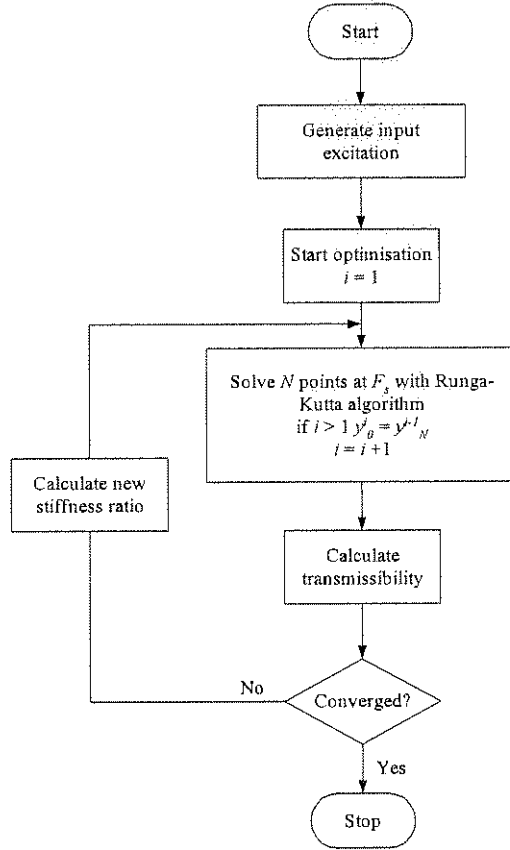 Start
Generate input
excitation
Start optimisation
i = 1
Solve N points at F_s with Runga-
Kutta algorithm
if i > 1 y^i_0 = y^{i-1}_N
i = i +1
Calculate new
stiffness ratio
Calculate
transmissibility
No
Converged?
Yes
Stop